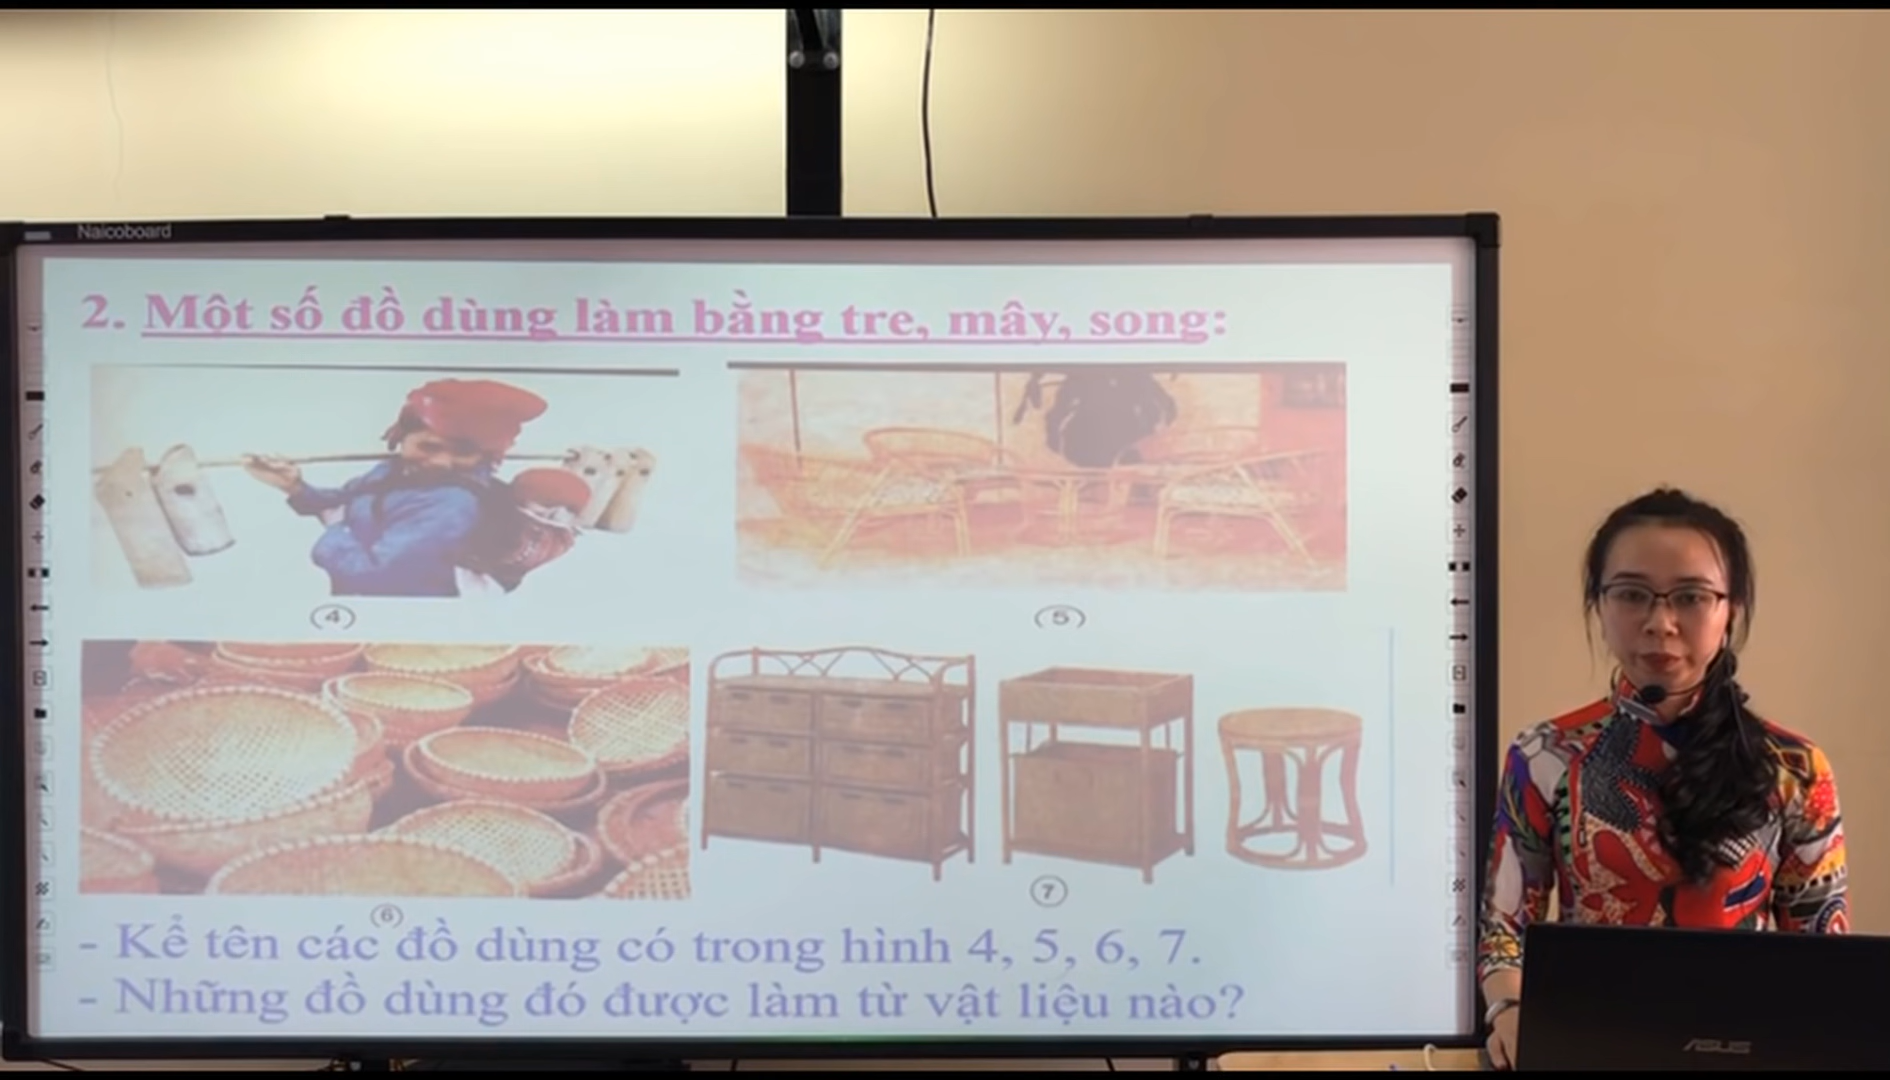 Naicoboard
2. Một số đồ dùng làm bằng tre, mây, song:
4
5
6
7
- Kể tên các đồ dùng có trong hình 4, 5, 6, 7.
- Những đồ dùng đó được làm từ vật liệu nào?
ASUS